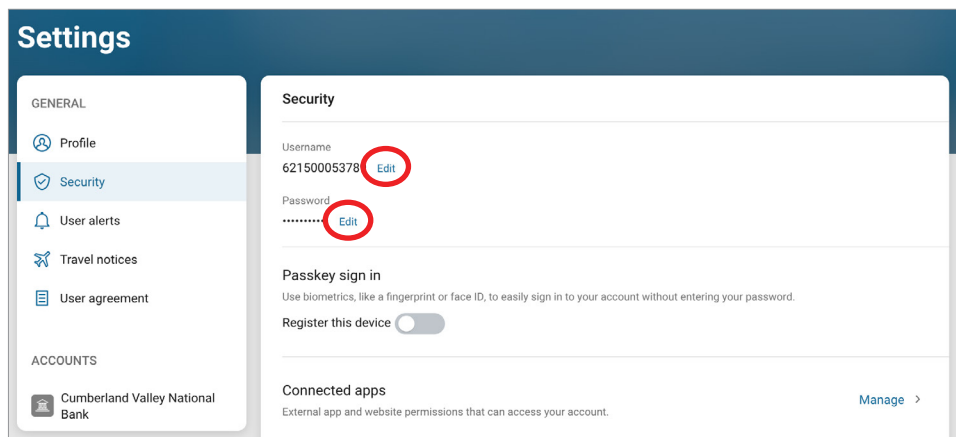 Settings
GENERAL
Profile
Security
User alerts
Travel notices
User agreement
ACCOUNTS
Cumberland Valley National
Bank
Security
Username
62150005378 Edit
Password
•••••••••• Edit
Passkey sign in
Use biometrics, like a fingerprint or face ID, to easily sign in to your account without entering your password.
Register this device
Connected apps
External app and website permissions that can access your account.
Manage >